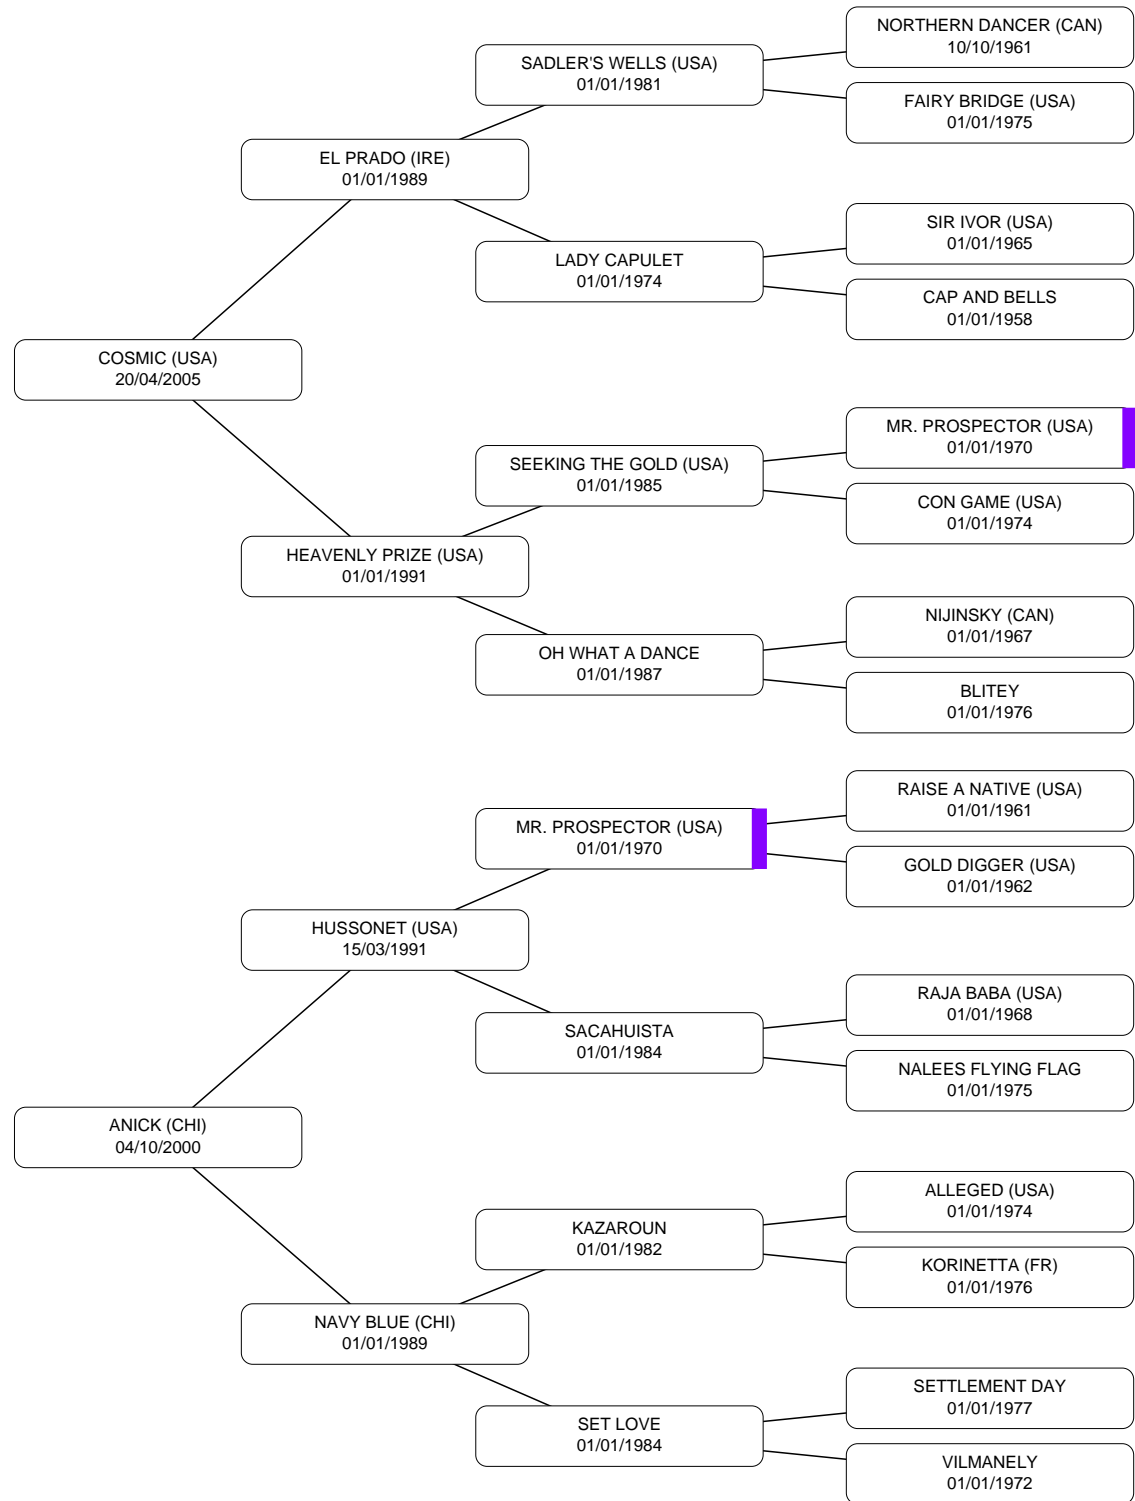 NORTHERN DANCER (CAN)
10/10/1961
SADLER'S WELLS (USA)
01/01/1981
FAIRY BRIDGE (USA)
01/01/1975
EL PRADO (IRE)
01/01/1989
SIR IVOR (USA)
01/01/1965
LADY CAPULET
01/01/1974
CAP AND BELLS
01/01/1958
COSMIC (USA)
20/04/2005
MR. PROSPECTOR (USA)
01/01/1970
SEEKING THE GOLD (USA)
01/01/1985
CON GAME (USA)
01/01/1974
HEAVENLY PRIZE (USA)
01/01/1991
NIJINSKY (CAN)
01/01/1967
OH WHAT A DANCE
01/01/1987
BLITEY
01/01/1976
RAISE A NATIVE (USA)
01/01/1961
MR. PROSPECTOR (USA)
01/01/1970
GOLD DIGGER (USA)
01/01/1962
HUSSONET (USA)
15/03/1991
RAJA BABA (USA)
01/01/1968
SACAHUISTA
01/01/1984
NALEES FLYING FLAG
01/01/1975
ANICK (CHI)
04/10/2000
ALLEGED (USA)
01/01/1974
KAZAROUN
01/01/1982
KORINETTA (FR)
01/01/1976
NAVY BLUE (CHI)
01/01/1989
SETTLEMENT DAY
01/01/1977
SET LOVE
01/01/1984
VILMANELY
01/01/1972